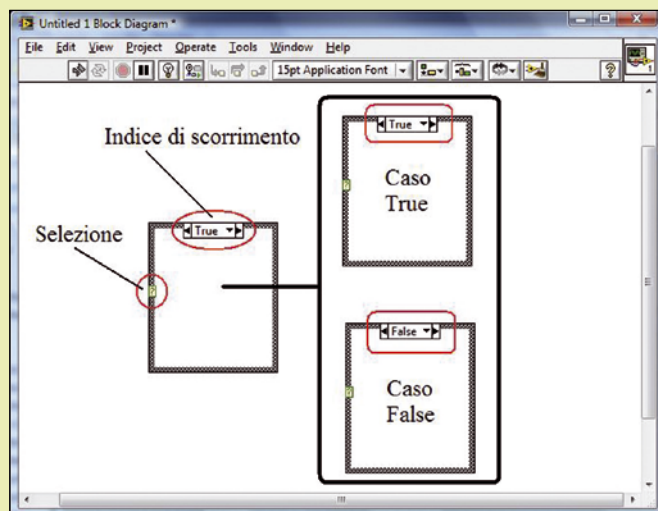 Untitled 1 Block Diagram *
File Edit View Project Operate Tools Window Help
15pt Application Font
1
Indice di scorrimento
Selezione
True
?
True
Caso
True
?
False
Caso
False
?